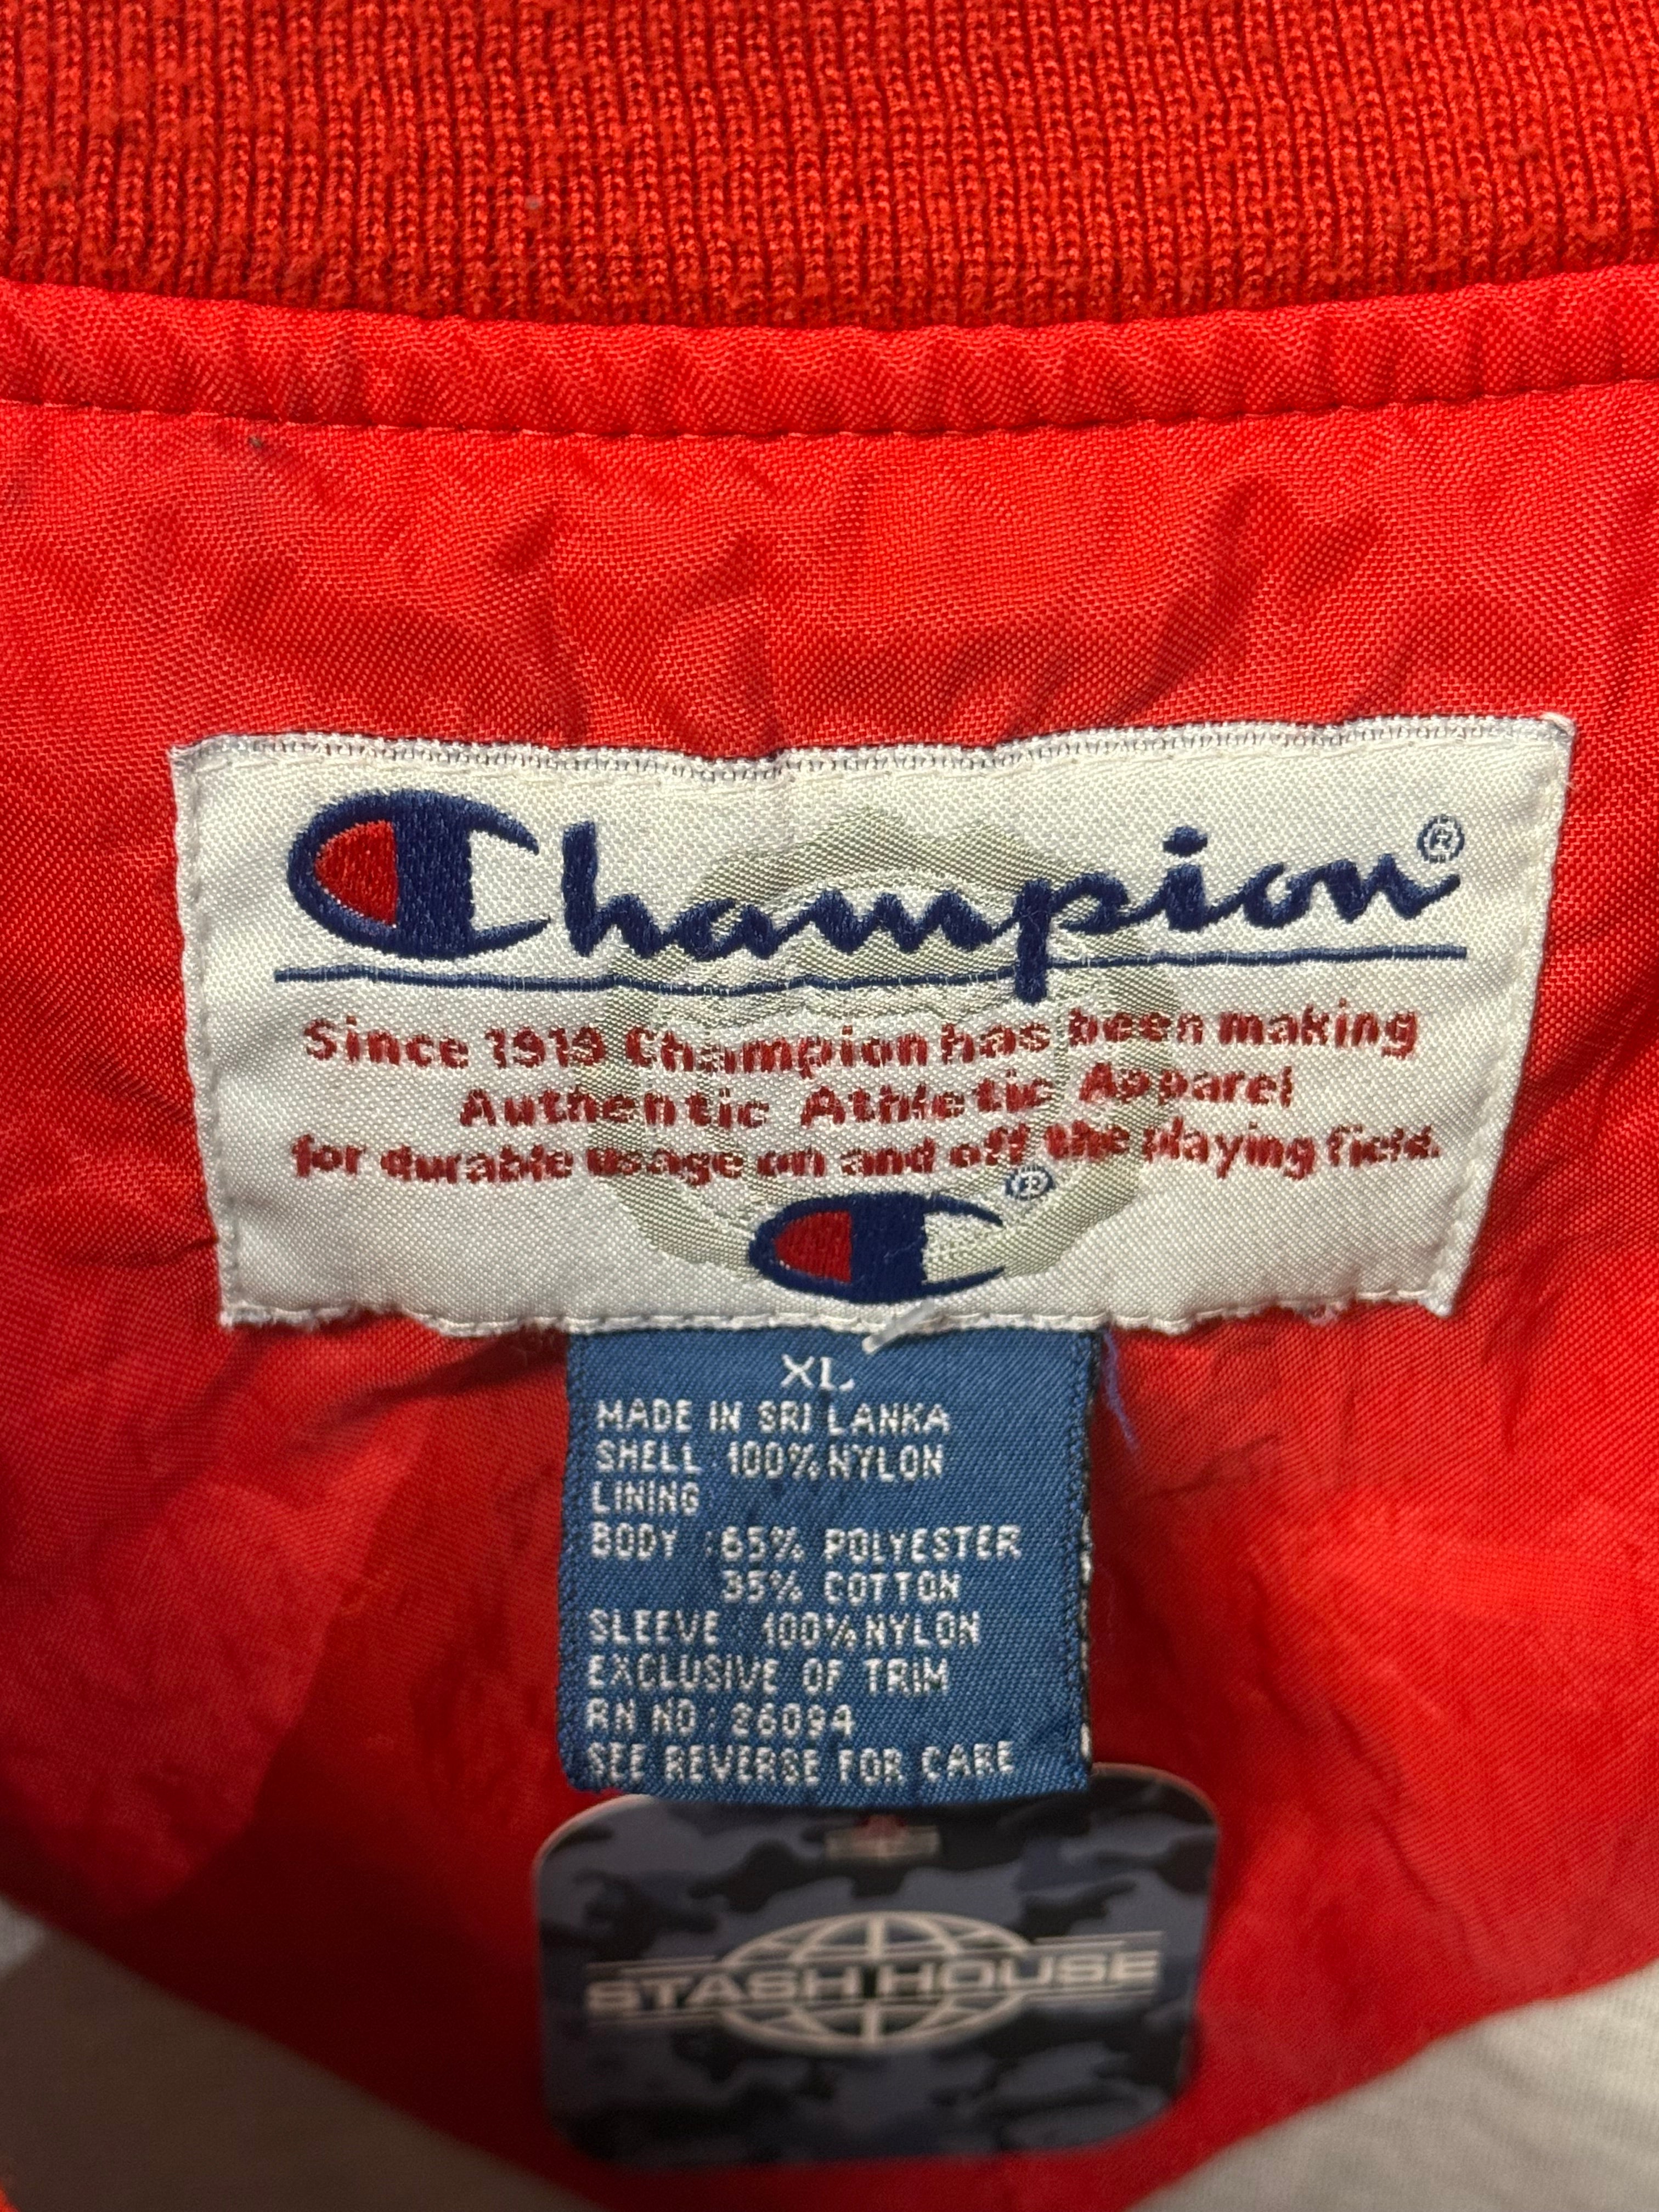 Champion®
Since 1919 Champion has been making
Authentic Athletic Apparel
for durable usage on and off the playing field.
®
XL
MADE IN SRI LANKA
SHELL 100% NYLON
LINING
BODY : 65% POLYESTER
35% COTTON
SLEEVE : 100% NYLON
EXCLUSIVE OF TRIM
RN NO : 26094
SEE REVERSE FOR CARE
STASH HOUSE